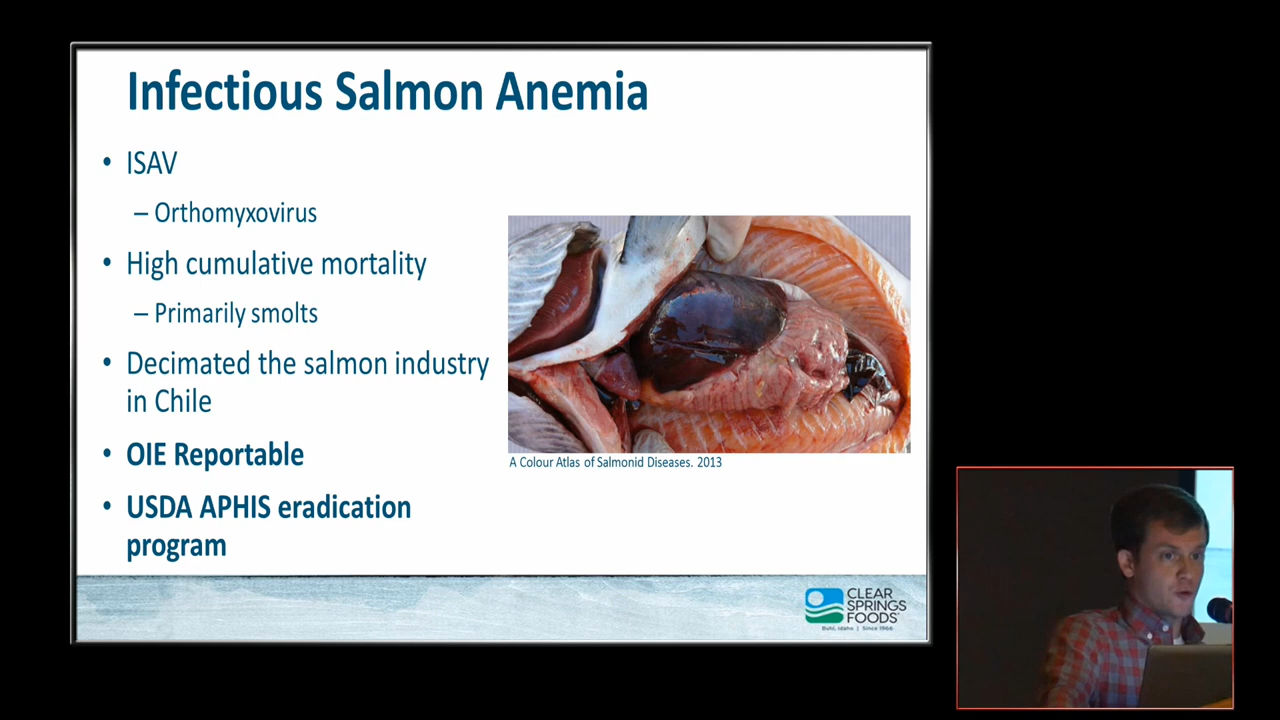 Infectious Salmon Anemia
• ISAV
– Orthomyxovirus
• High cumulative mortality
– Primarily smolts
• Decimated the salmon industry
in Chile
• OIE Reportable
• USDA APHIS eradication
program
A Colour Atlas of Salmonid Diseases. 2013
CLEAR
SPRINGS
FOODS
Buhl, Idaho | Since 1966